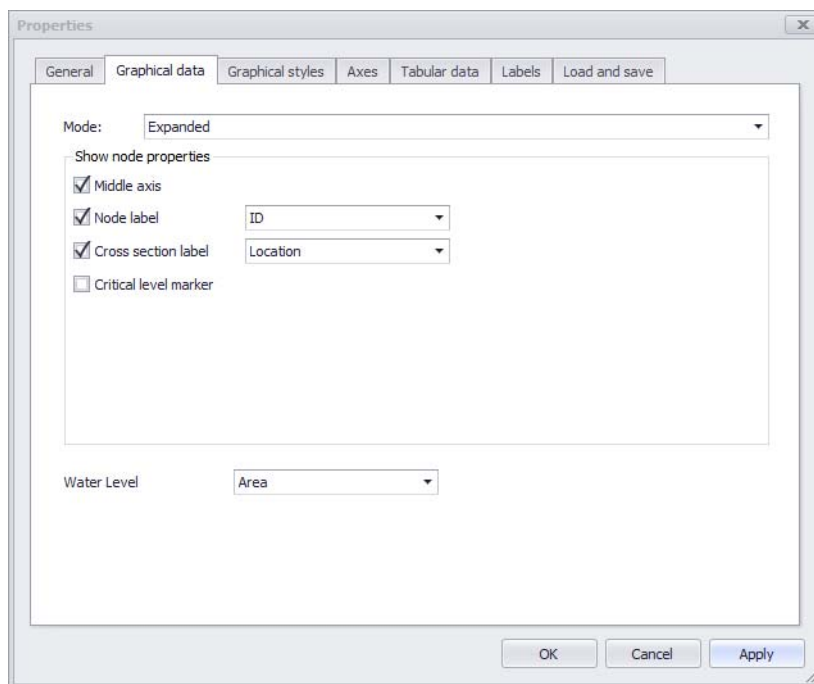 Properties
General Graphical data Graphical styles Axes Tabular data Labels Load and save
Mode: Expanded
Show node properties
Middle axis
Node label ID
Cross section label Location
Critical level marker
Water Level Area
OK Cancel Apply